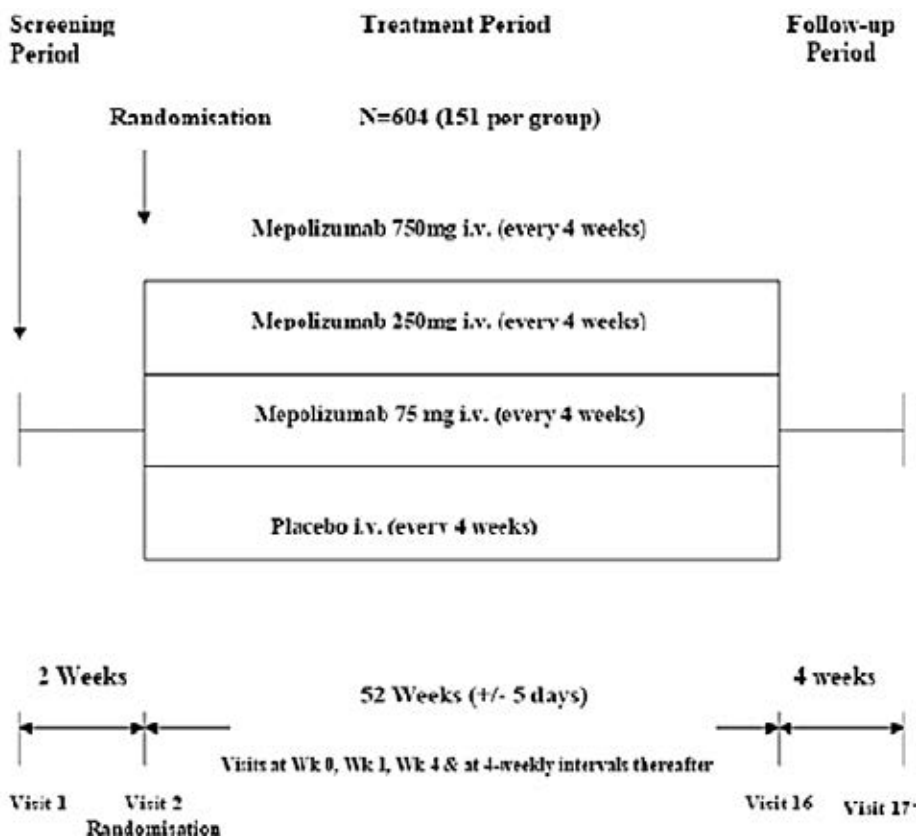 Screening Period
Treatment Period
Follow-up Period
Randomisation
N=604 (151 per group)
Mepolizumab 750mg i.v. (every 4 weeks)
Mepolizumab 250mg i.v. (every 4 weeks)
Mepolizumab 75 mg i.v. (every 4 weeks)
Placebo i.v. (every 4 weeks)
2 Weeks
52 Weeks (+/- 5 days)
4 weeks
Visits at Wk 0, Wk 1, Wk 4 & at 4-weekly intervals thereafter
Visit 1
Visit 2
Randomisation
Visit 16
Visit 17